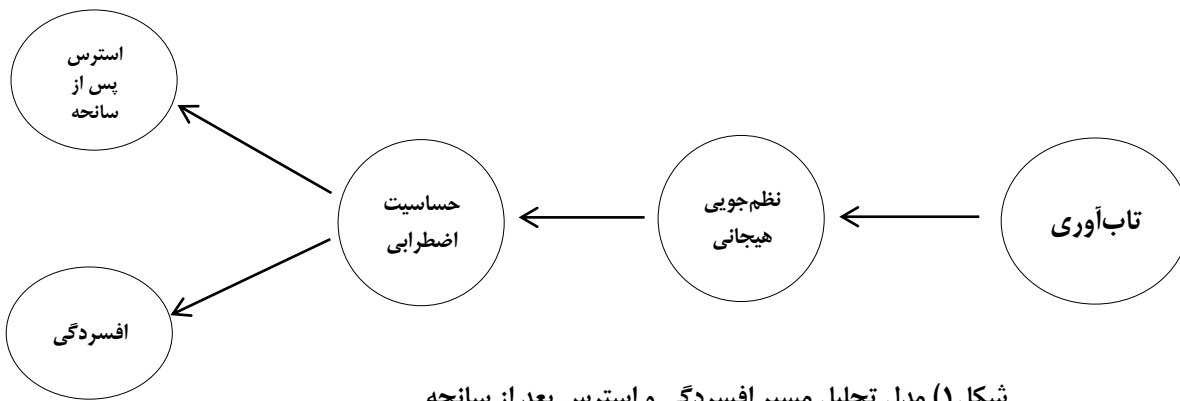 تاب‌آوری
نظم‌جویی
هیجانی
حساسیت
اضطرابی
استرس
پس از
سانحه
افسردگی
شکل۱) مدل تحلیل مسیر افسردگی و استرس بعد از سانحه